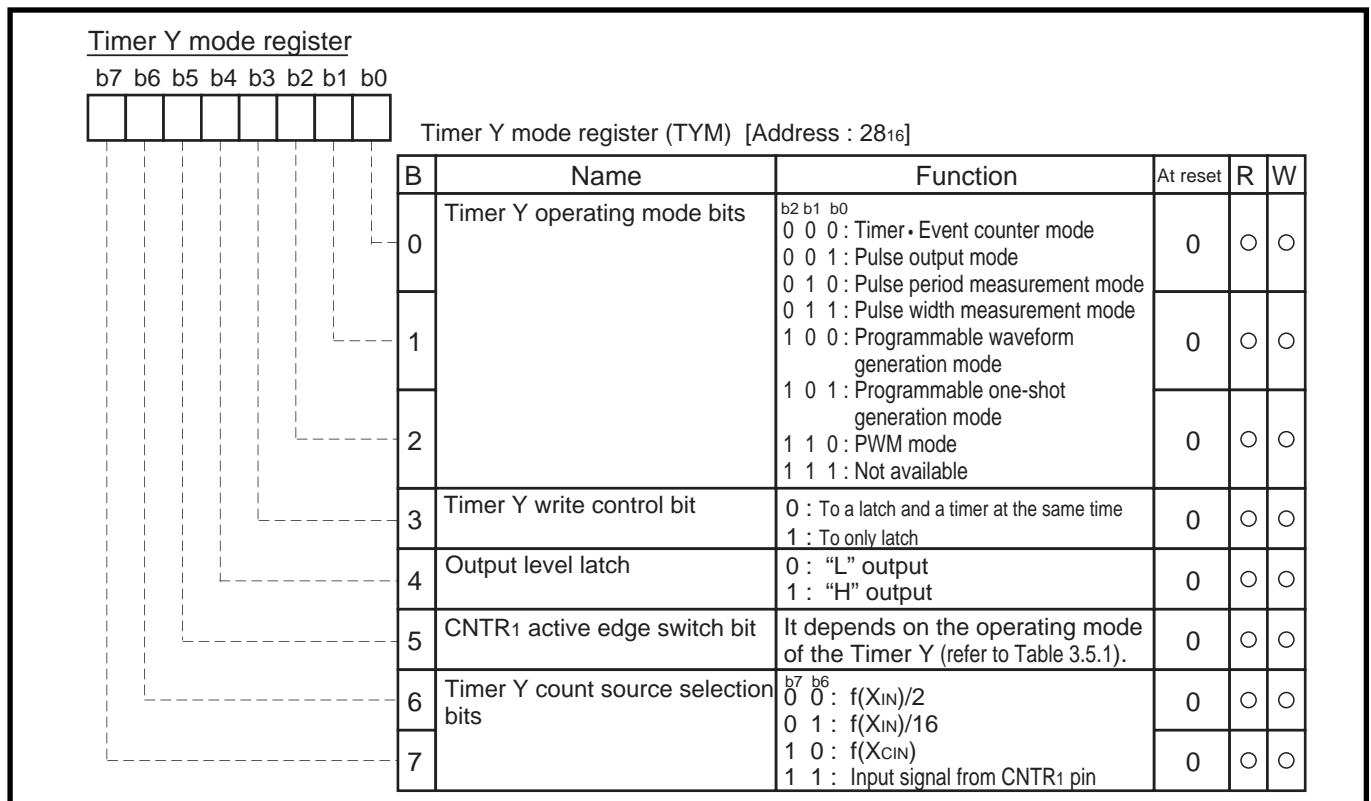 Timer Y mode register
b7 b6 b5 b4 b3 b2 b1 b0
Timer Y mode register (TYM) [Address : 2816]
B Name Function At reset R W
0 Timer Y operating mode bits
b2 b1 b0
0 0 0 : Timer • Event counter mode
0 0 1 : Pulse output mode
0 1 0 : Pulse period measurement mode
0 1 1 : Pulse width measurement mode
1 0 0 : Programmable waveform
generation mode
1 0 1 : Programmable one-shot
generation mode
1 1 0 : PWM mode
1 1 1 : Not available
0 ○ ○
1 0 ○ ○
2 0 ○ ○
3 Timer Y write control bit
0 : To a latch and a timer at the same time
1 : To only latch
0 ○ ○
4 Output level latch
0 : “L” output
1 : “H” output
0 ○ ○
5 CNTR1 active edge switch bit
It depends on the operating mode
of the Timer Y (refer to Table 3.5.1).
0 ○ ○
6 Timer Y count source selection
bits
b7 b6
0 0 : f(XIN)/2
0 1 : f(XIN)/16
1 0 : f(XCIN)
1 1 : Input signal from CNTR1 pin
0 ○ ○
7 0 ○ ○